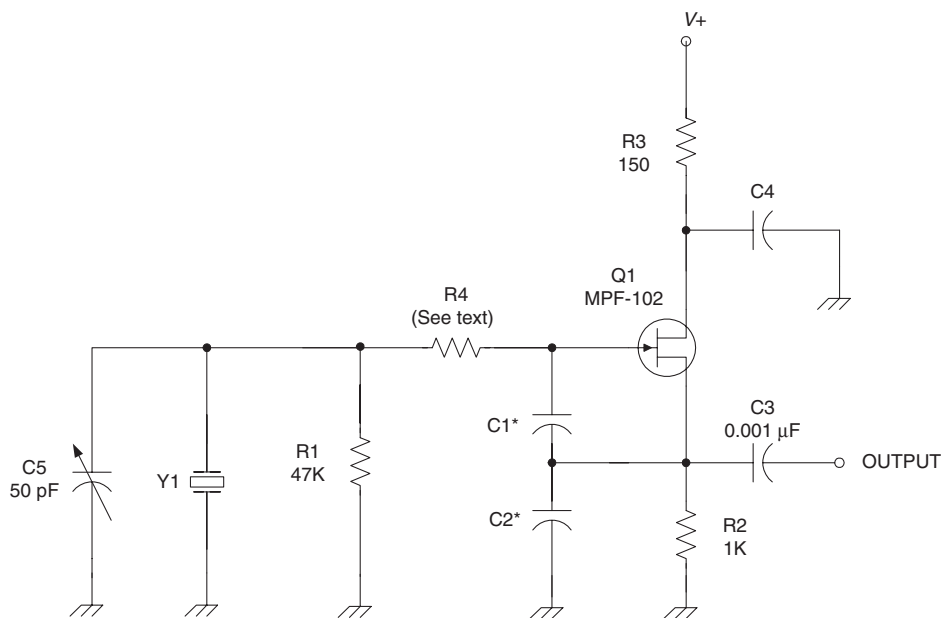 V+
R3
150
C4
Q1
MPF-102
R4
(See text)
C3
0.001 μF
OUTPUT
C1*
R1
47K
C5
50 pF
Y1
C2*
R2
1K